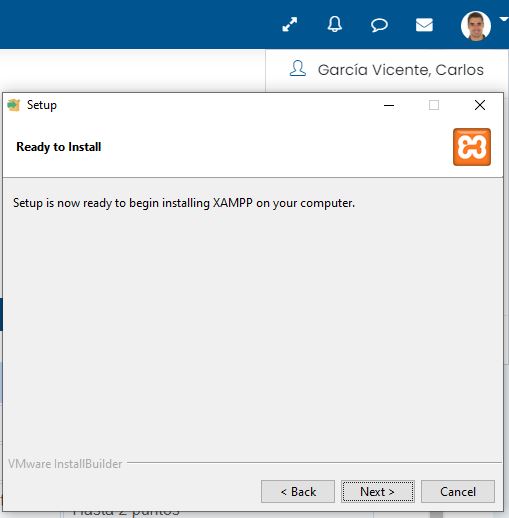 García Vicente, Carlos
Setup
Ready to Install
Setup is now ready to begin installing XAMPP on your computer.
VMware InstallBuilder
< Back
Next >
Cancel
Hasta 2 puntos